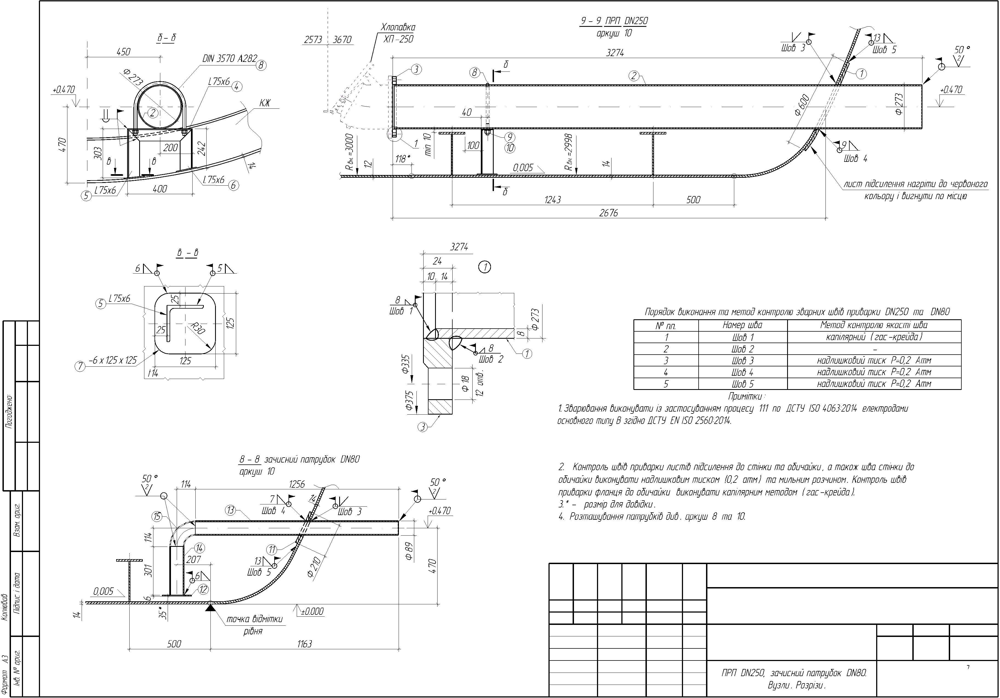 б - б
450
DIN 3570 А282
8
Ф 273
L75x6
4
+0.470
КЖ
2
470
303
200
242
в
в
14
L75x6
6
5
L75x6
400
9 - 9 ПРП DN250
аркуш 10
Хлопавка
ХП-250
2573
3670
3274
Шов 3
13
Шов 5
50°
2
3
8
б
2
1
Ф 600
Ф 273
+0.470
40
1
min 10
100
9
10
9
Шов 4
Rвн.=3000
12
118*
0,005
Rвн.=2998
14
б
лист підсилення нагріти до червоного
кольору і вигнути по місцю
1243
500
2676
в - в
6
5
5
L75x6
25
25
R30
125
7
-6 x 125 x 125
125
t14
3274
24
1
10
14
8
Шов 1
Ф 273
8
8
Шов 2
1
Ф335
Ф 18
12 отв.
Ф375
3
Порядок виконання та метод контролю зварних швів приварки DN250 та DN80
№ пп.
Номер шва
Метод контролю якості шва
1
Шов 1
капілярний (гас-крейда)
2
Шов 2
-
3
Шов 3
надлишковий тиск P=0,2 Атм
4
Шов 4
надлишковий тиск P=0,2 Атм
5
Шов 5
надлишковий тиск P=0,2 Атм
Примітки:
1. Зварювання виконувати із застосуванням процесу 111 по ДСТУ ISO 4063:2014 електродами
основного типу В згідно ДСТУ EN ISO 2560:2014.
2. Контроль швів приварки листів підсилення до стінки та обичайки, а також шва стінки до
обичайки виконувати надлишковим тиском (0,2 атм) та мильним розчином. Контроль швів
приварки фланця до обичайки виконувати капілярним методом (гас-крейда).
3.* - розмір для довідки.
4. Розташування патрубків див. аркуш 8 та 10.
8 - 8 зачисний патрубок DN80
аркуш 10
50°
2
114
1256
50°
2
7
Шов 4
14
Шов 3
13
15
+0.470
114
14
11
207
13
Шов 5
Ф 210
Ф 89
470
301
6
12
0,005
6
14
35*
±0.000
точка відмітки
рівня
500
1163
Погоджено:
Взам. ориг.
Підпис і дата
Інв. № ориг.
Копіював
Формат А3
7
ПРП DN250, зачисний патрубок DN80.
Вузли. Розрізи.